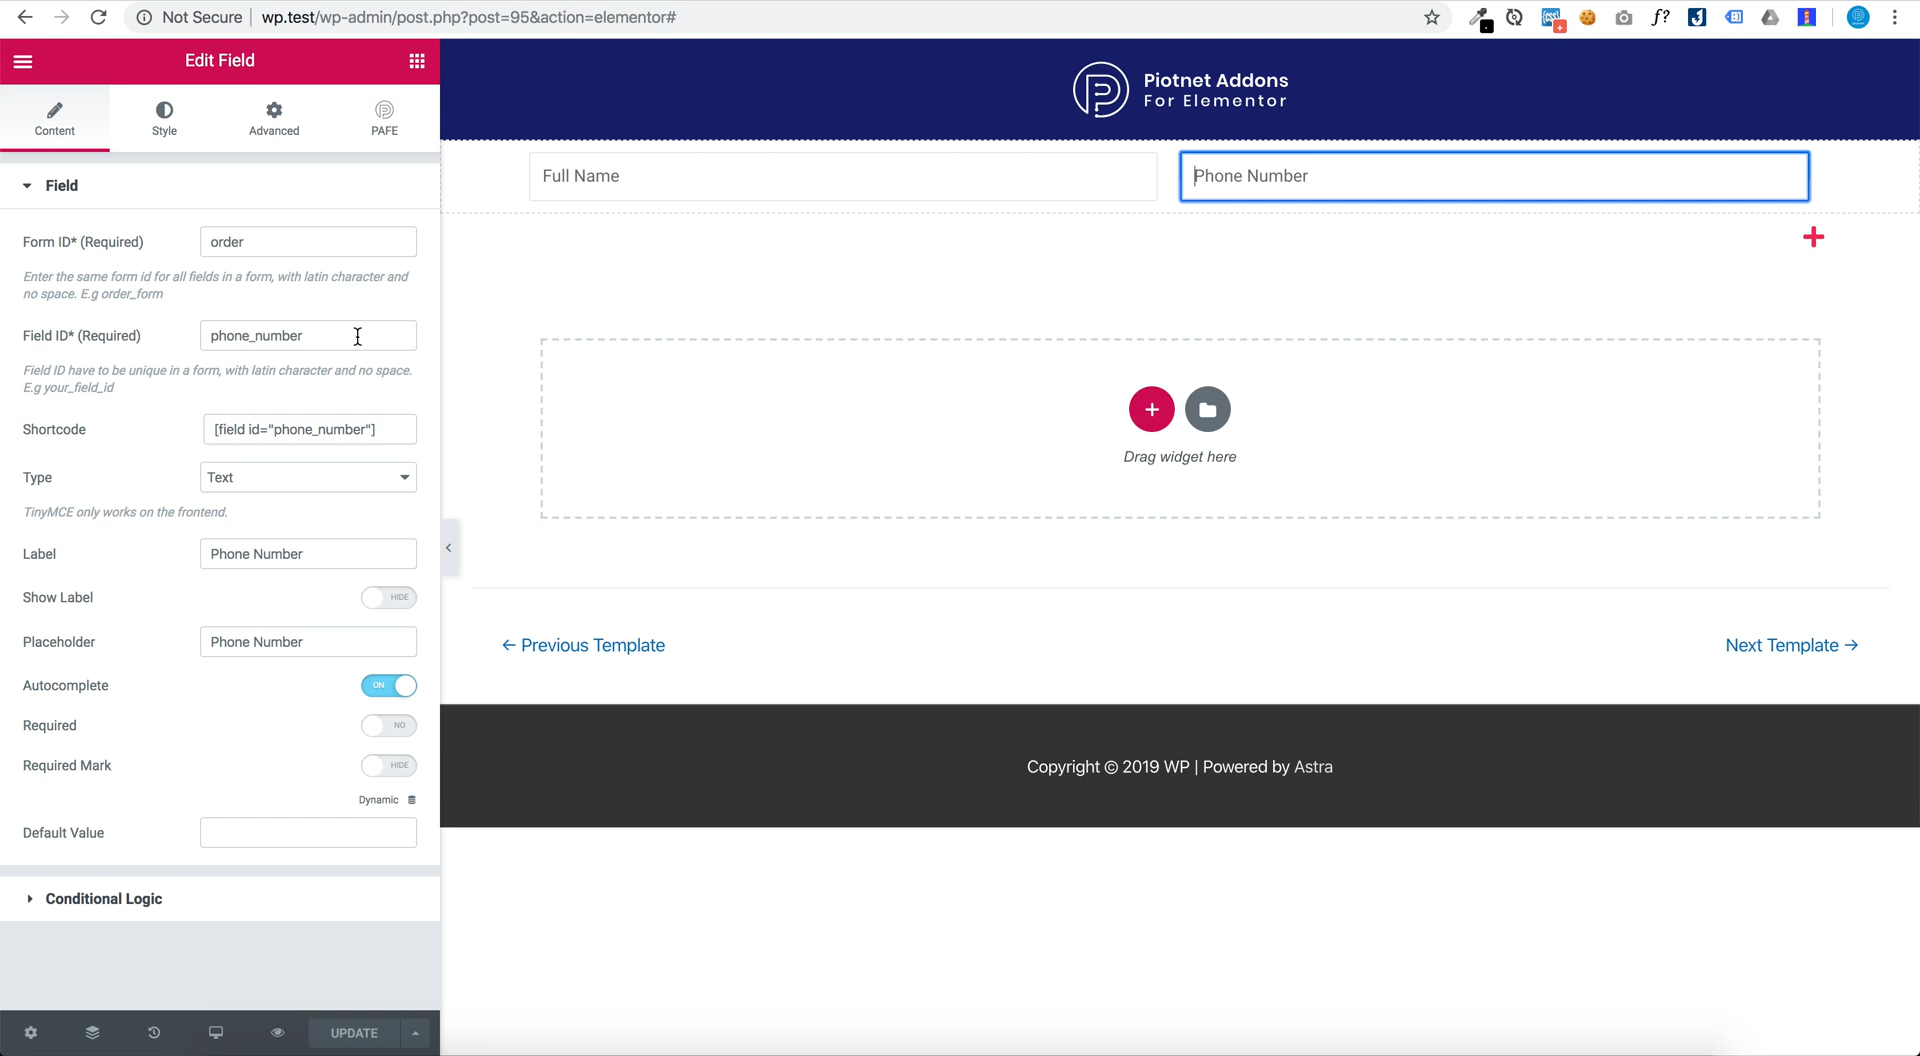 Not Secure | wp.test/wp-admin/post.php?post=95&action=elementor#
f?
Edit Field
Content
Style
Advanced
PAFE
Field
Form ID* (Required)
order
Enter the same form id for all fields in a form, with latin character and
no space. E.g order_form
Field ID* (Required)
phone_number
Field ID have to be unique in a form, with latin character and no space.
E.g your_field_id
Shortcode
[field id="phone_number"]
Type
Text
TinyMCE only works on the frontend.
Label
Phone Number
Show Label
HIDE
Placeholder
Phone Number
Autocomplete
ON
Required
NO
Required Mark
HIDE
Dynamic
Default Value
Conditional Logic
UPDATE
Piotnet Addons
For Elementor
Full Name
Phone Number
Drag widget here
← Previous Template
Next Template →
Copyright © 2019 WP | Powered by Astra